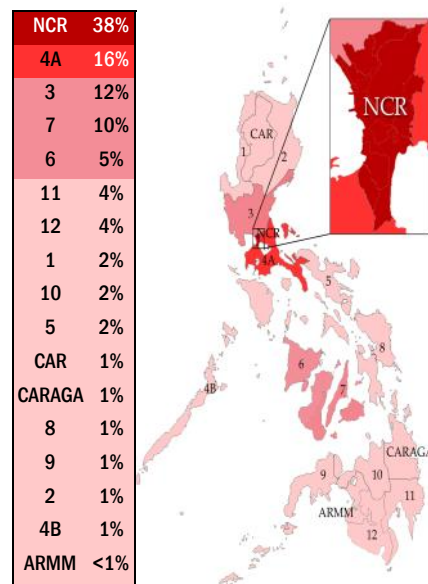 NCR 38%
4A 16%
3 12%
7 10%
6 5%
11 4%
12 4%
1 2%
10 2%
5 2%
CAR 1%
CARAGA 1%
8 1%
9 1%
2 1%
4B 1%
ARMM <1%
NCR
CAR
1
2
3
NCR
4A
5
6
7
8
4B
CARAGA
9
10
11
ARMM
12